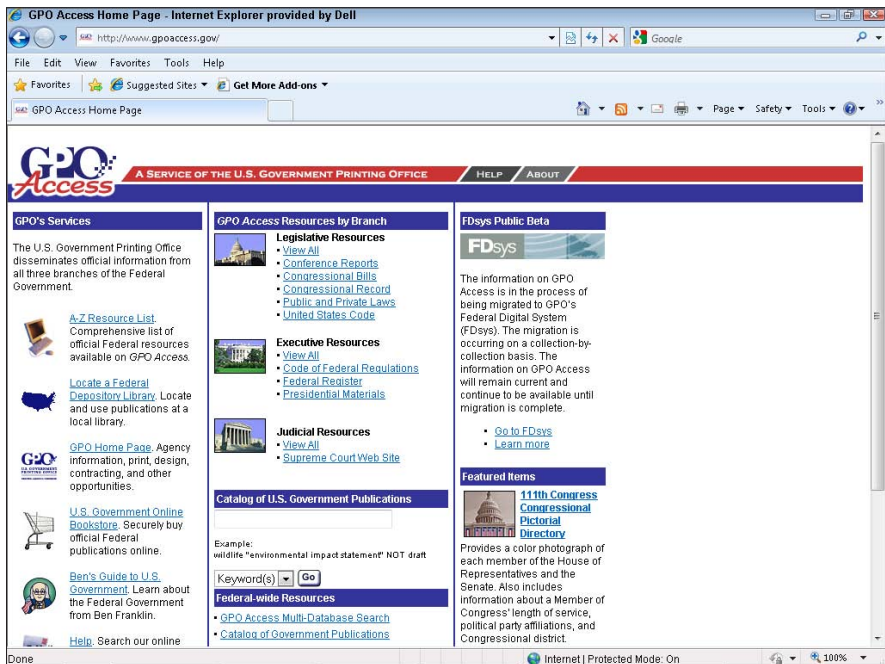 GPO Access Home Page - Internet Explorer provided by Dell
http://www.gpoaccess.gov/
Google
File Edit View Favorites Tools Help
Favorites Suggested Sites Get More Add-ons
GPO Access Home Page
Page Safety Tools
GPO
Access
A SERVICE OF THE U.S. GOVERNMENT PRINTING OFFICE
HELP ABOUT
GPO's Services
The U.S. Government Printing Office
disseminates official information from
all three branches of the Federal
Government.
A-Z Resource List.
Comprehensive list of
official Federal resources
available on GPO Access.
Locate a Federal
Depository Library. Locate
and use publications at a
local library.
GPO
GPO Home Page. Agency
information, print, design,
contracting, and other
opportunities.
U.S. Government Online
Bookstore. Securely buy
official Federal
publications online.
Ben's Guide to U.S.
Government. Learn about
the Federal Government
from Ben Franklin.
Help. Search our online
GPO Access Resources by Branch
Legislative Resources
▪ View All
▪ Conference Reports
▪ Congressional Bills
▪ Congressional Record
▪ Public and Private Laws
▪ United States Code
Executive Resources
▪ View All
▪ Code of Federal Regulations
▪ Federal Register
▪ Presidential Materials
Judicial Resources
▪ View All
▪ Supreme Court Web Site
Catalog of U.S. Government Publications
Example:
wildlife "environmental impact statement" NOT draft
Keyword(s) Go
Federal-wide Resources
▪ GPO Access Multi-Database Search
▪ Catalog of Government Publications
FDsys Public Beta
FDsys
The information on GPO
Access is in the process of
being migrated to GPO's
Federal Digital System
(FDsys). The migration is
occurring on a collection-by-
collection basis. The
information on GPO Access
will remain current and
continue to be available until
migration is complete.
▪ Go to FDsys
▪ Learn more
Featured Items
111th Congress
Congressional
Pictorial
Directory
Provides a color photograph of
each member of the House of
Representatives and the
Senate. Also includes
information about a Member of
Congress' length of service,
political party affiliations, and
Congressional district.
Done
Internet | Protected Mode: On
100%